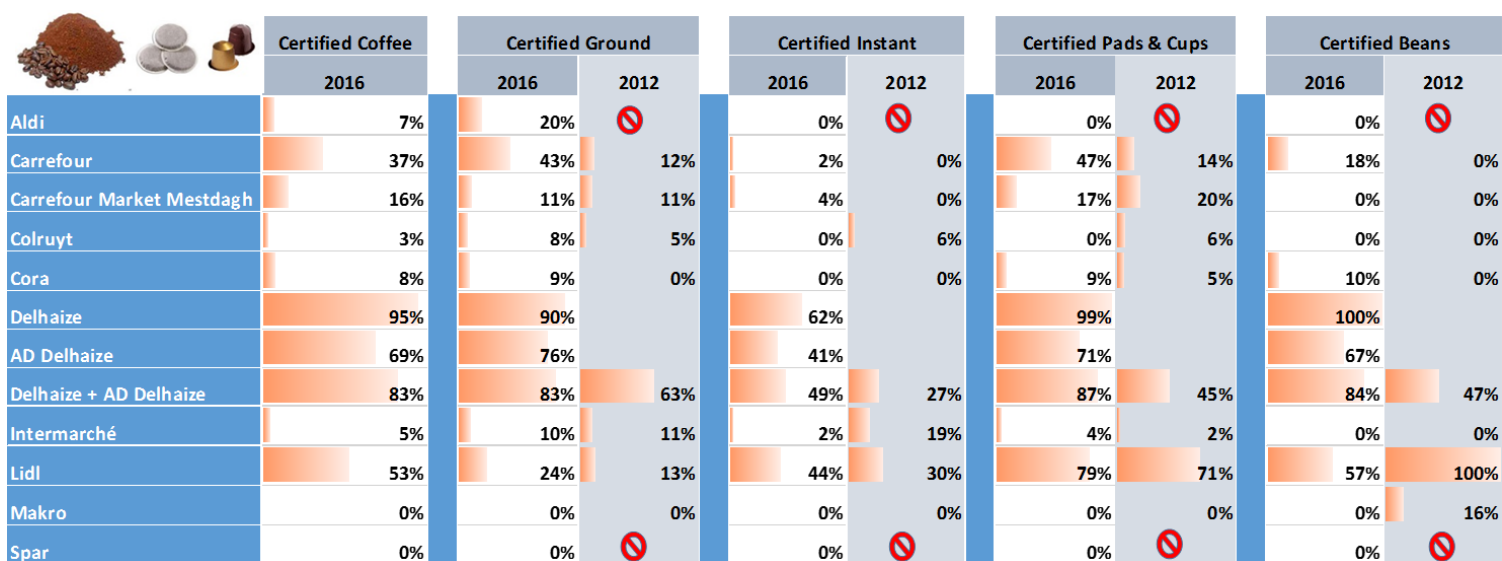 Certified Coffee Certified Ground Certified Instant Certified Pads & Cups Certified Beans
2016 2016 2012 2016 2012 2016 2012 2016 2012
Aldi 7% 20% 0% 0% 0%
Carrefour 37% 43% 12% 2% 0% 47% 14% 18% 0%
Carrefour Market Mestdagh 16% 11% 11% 4% 0% 17% 20% 0% 0%
Colruyt 3% 8% 5% 0% 6% 0% 6% 0% 0%
Cora 8% 9% 0% 0% 0% 9% 5% 10% 0%
Delhaize 95% 90% 62% 99% 100%
AD Delhaize 69% 76% 41% 71% 67%
Delhaize + AD Delhaize 83% 83% 63% 49% 27% 87% 45% 84% 47%
Intermarché 5% 10% 11% 2% 19% 4% 2% 0% 0%
Lidl 53% 24% 13% 44% 30% 79% 71% 57% 100%
Makro 0% 0% 0% 0% 0% 0% 0% 0% 16%
Spar 0% 0% 0% 0% 0%